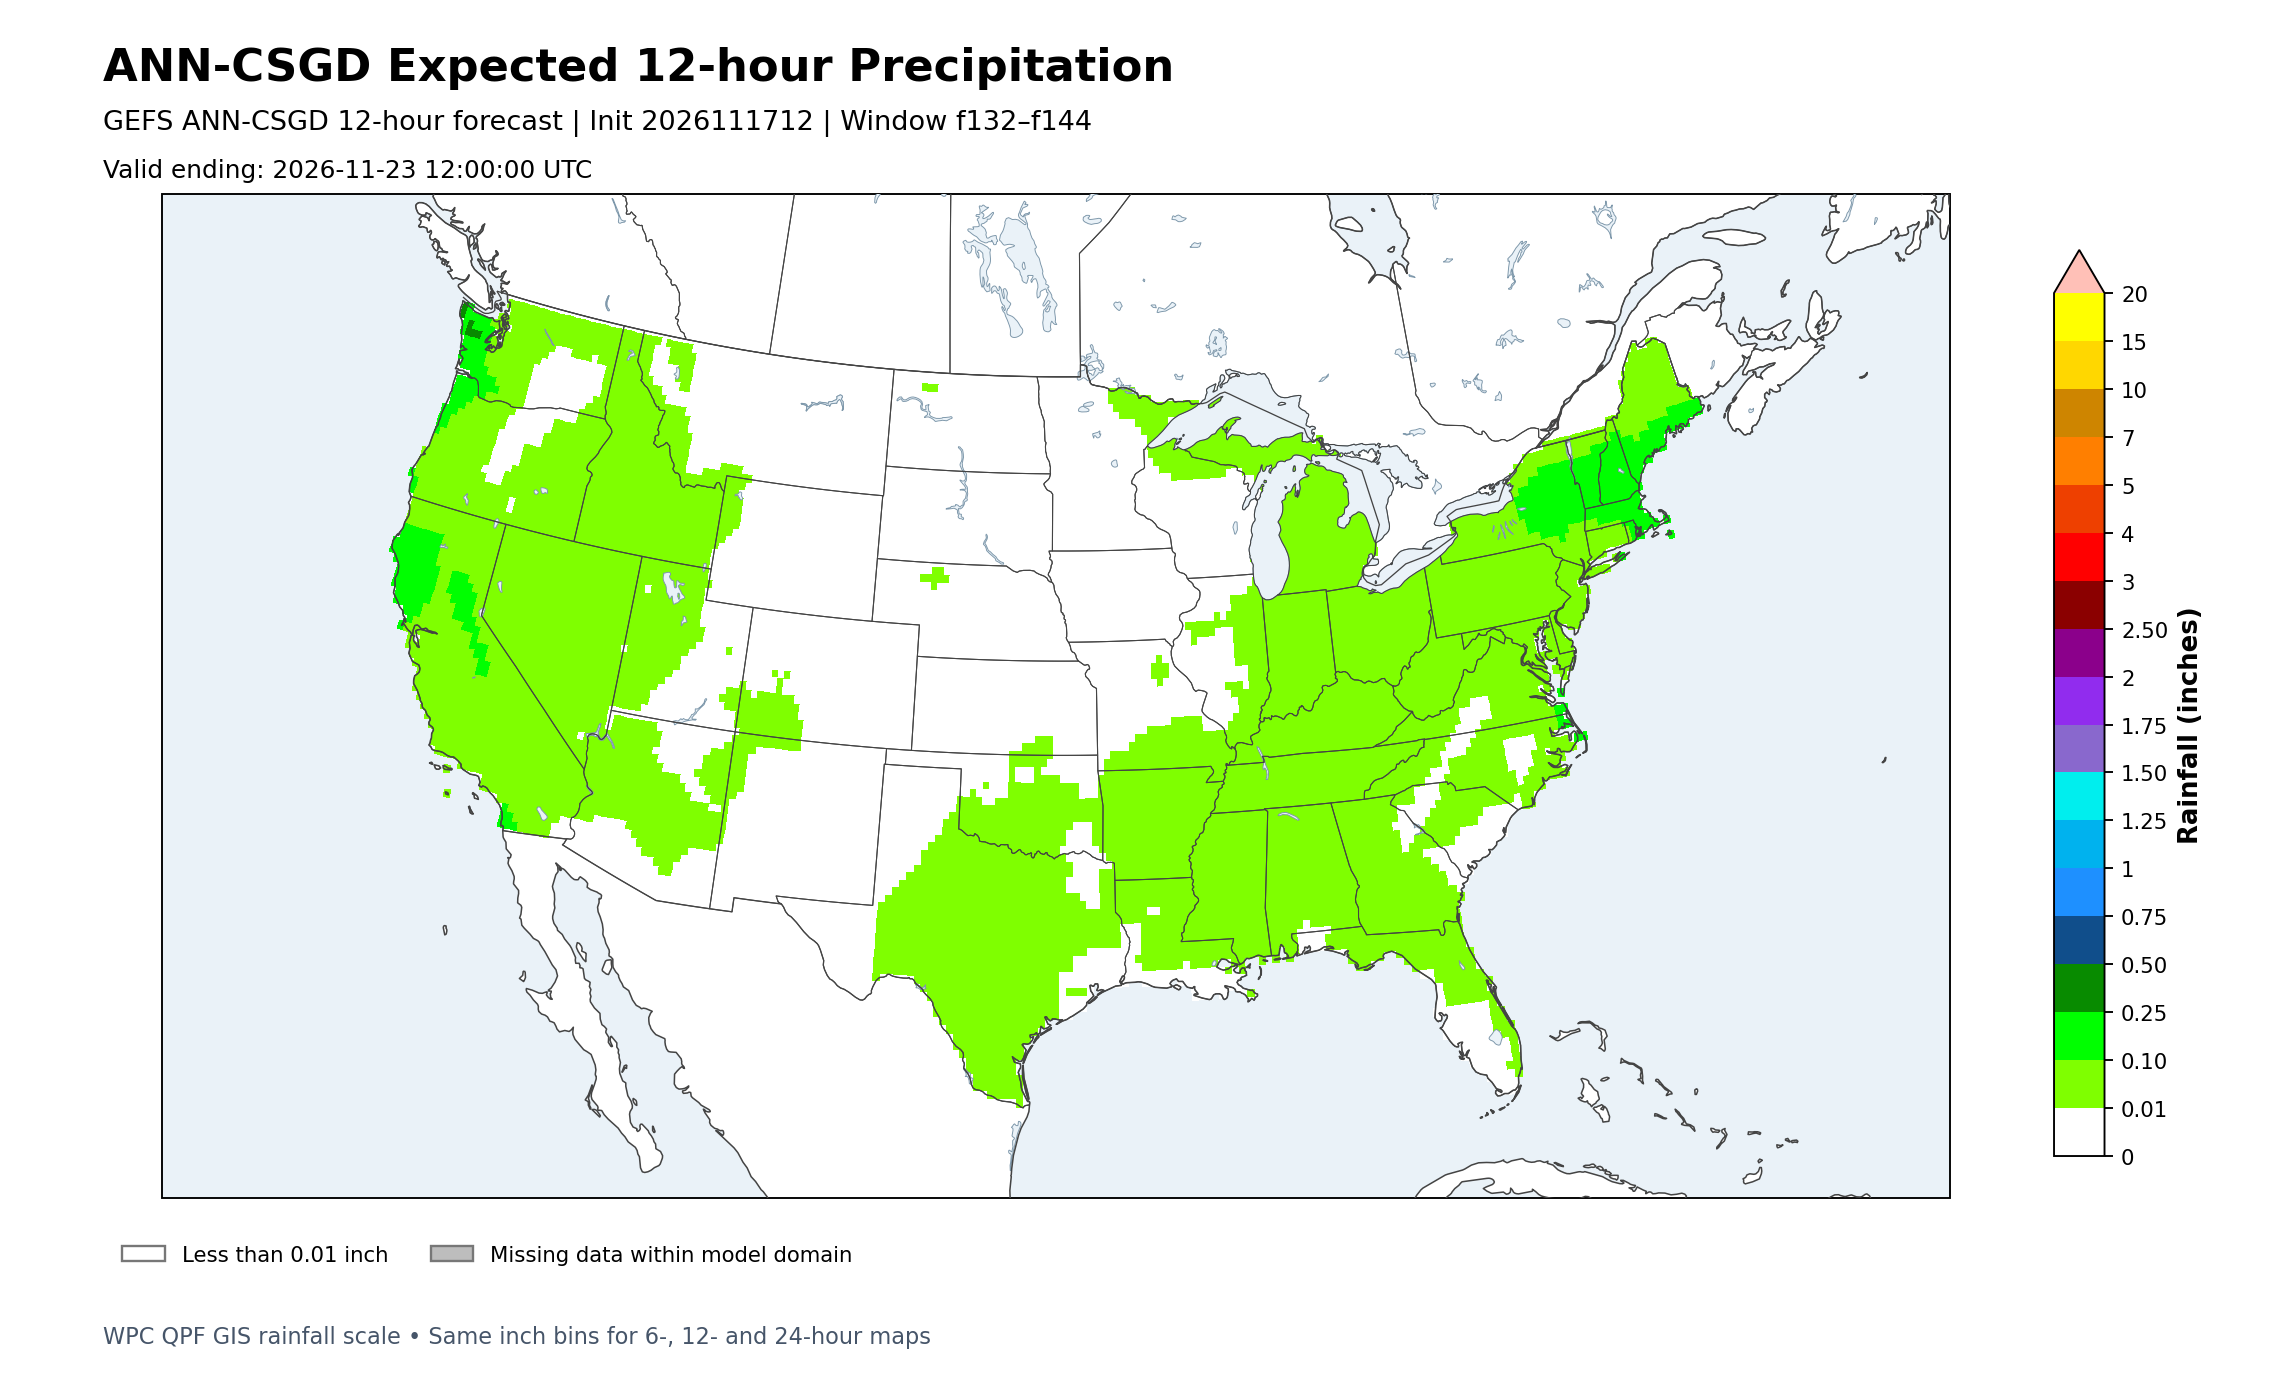 ANN-CSGD Expected 12-hour Precipitation
GEFS ANN-CSGD 12-hour forecast | Init 2026111712 | Window f132–f144
Valid ending: 2026-11-23 12:00:00 UTC
20
15
10
7
5
4
3
2.50
2
1.75
1.50
1.25
1
0.75
0.50
0.25
0.10
0.01
0
Rainfall (inches)
Less than 0.01 inch
Missing data within model domain
WPC QPF GIS rainfall scale • Same inch bins for 6-, 12- and 24-hour maps